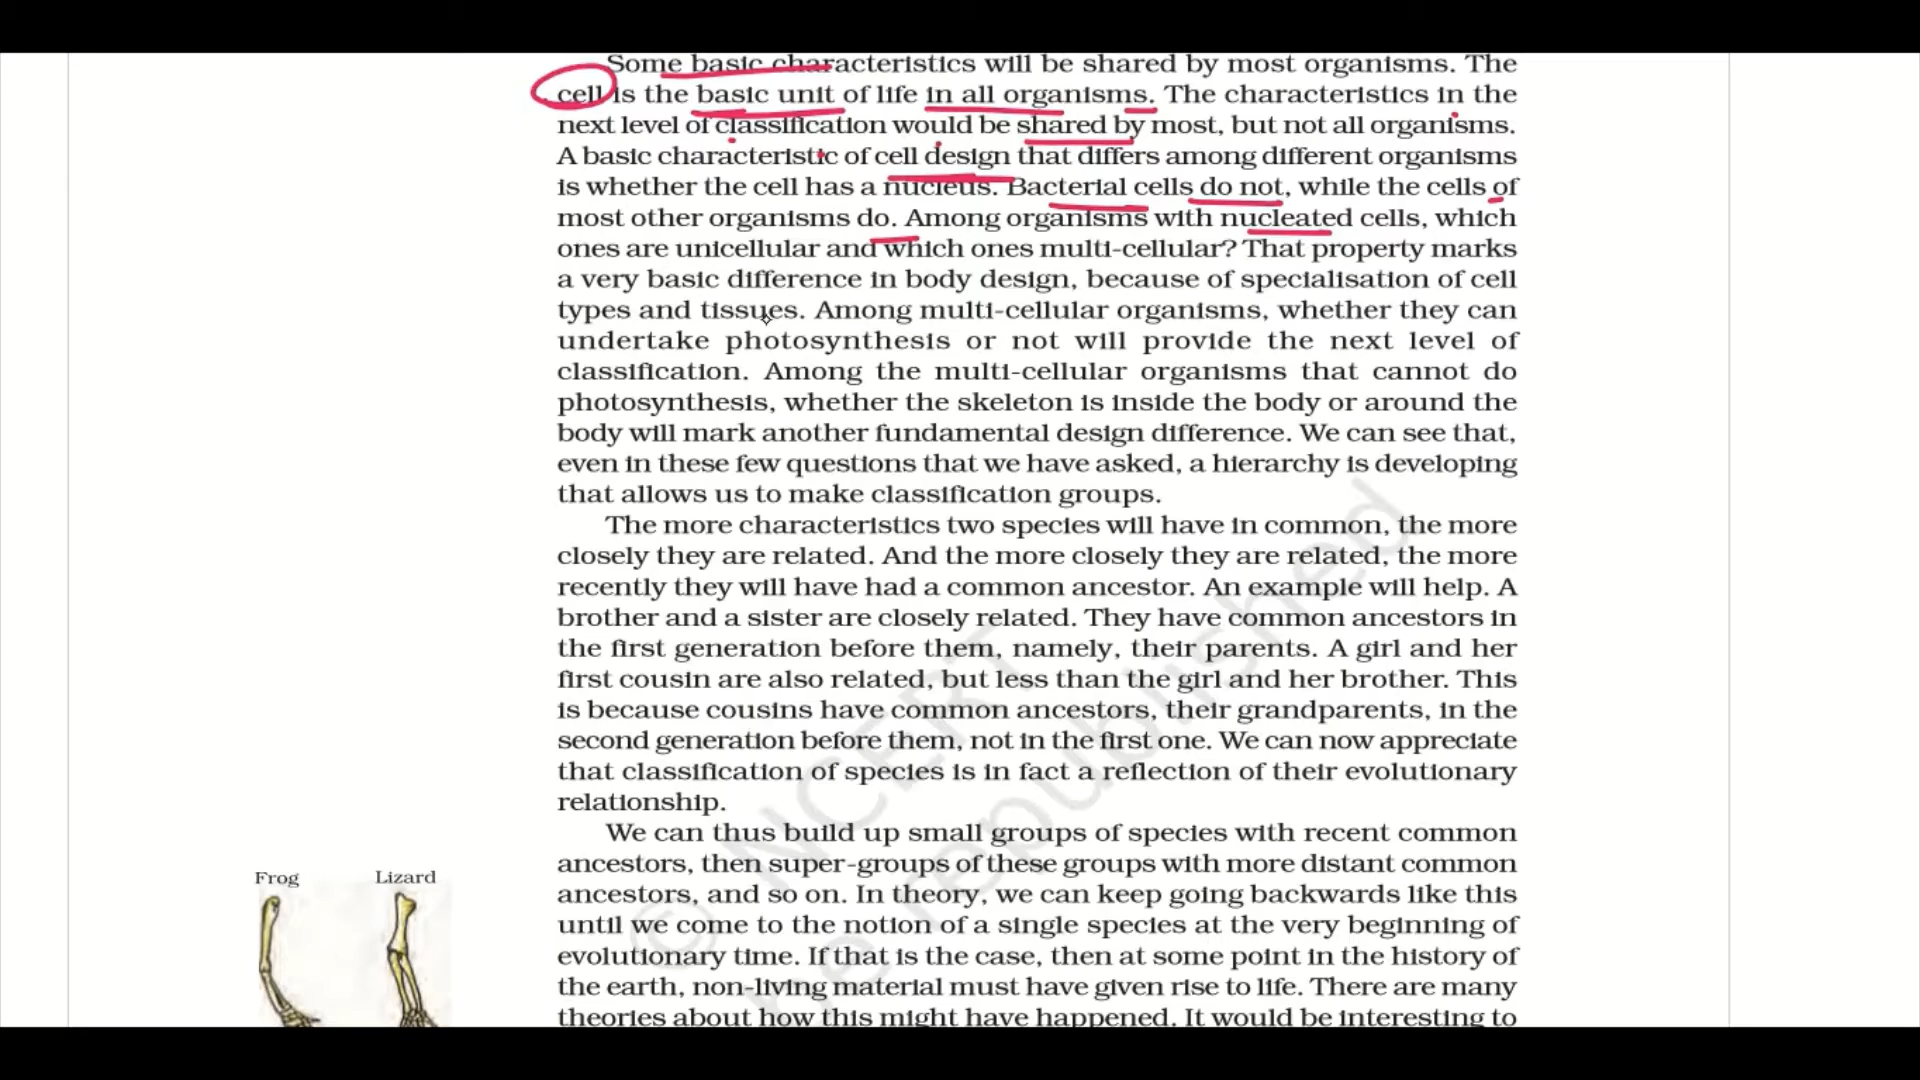 Some basic characteristics will be shared by most organisms. The
cell is the basic unit of life in all organisms. The characteristics in the
next level of classification would be shared by most, but not all organisms.
A basic characteristic of cell design that differs among different organisms
is whether the cell has a nucleus. Bacterial cells do not, while the cells of
most other organisms do. Among organisms with nucleated cells, which
ones are unicellular and which ones multi-cellular? That property marks
a very basic difference in body design, because of specialisation of cell
types and tissues. Among multi-cellular organisms, whether they can
undertake photosynthesis or not will provide the next level of
classification. Among the multi-cellular organisms that cannot do
photosynthesis, whether the skeleton is inside the body or around the
body will mark another fundamental design difference. We can see that,
even in these few questions that we have asked, a hierarchy is developing
that allows us to make classification groups.
The more characteristics two species will have in common, the more
closely they are related. And the more closely they are related, the more
recently they will have had a common ancestor. An example will help. A
brother and a sister are closely related. They have common ancestors in
the first generation before them, namely, their parents. A girl and her
first cousin are also related, but less than the girl and her brother. This
is because cousins have common ancestors, their grandparents, in the
second generation before them, not in the first one. We can now appreciate
that classification of species is in fact a reflection of their evolutionary
relationship.
We can thus build up small groups of species with recent common
ancestors, then super-groups of these groups with more distant common
ancestors, and so on. In theory, we can keep going backwards like this
until we come to the notion of a single species at the very beginning of
evolutionary time. If that is the case, then at some point in the history of
the earth, non-living material must have given rise to life. There are many
theories about how this might have happened. It would be interesting to
Frog Lizard
© NCERT
be republished